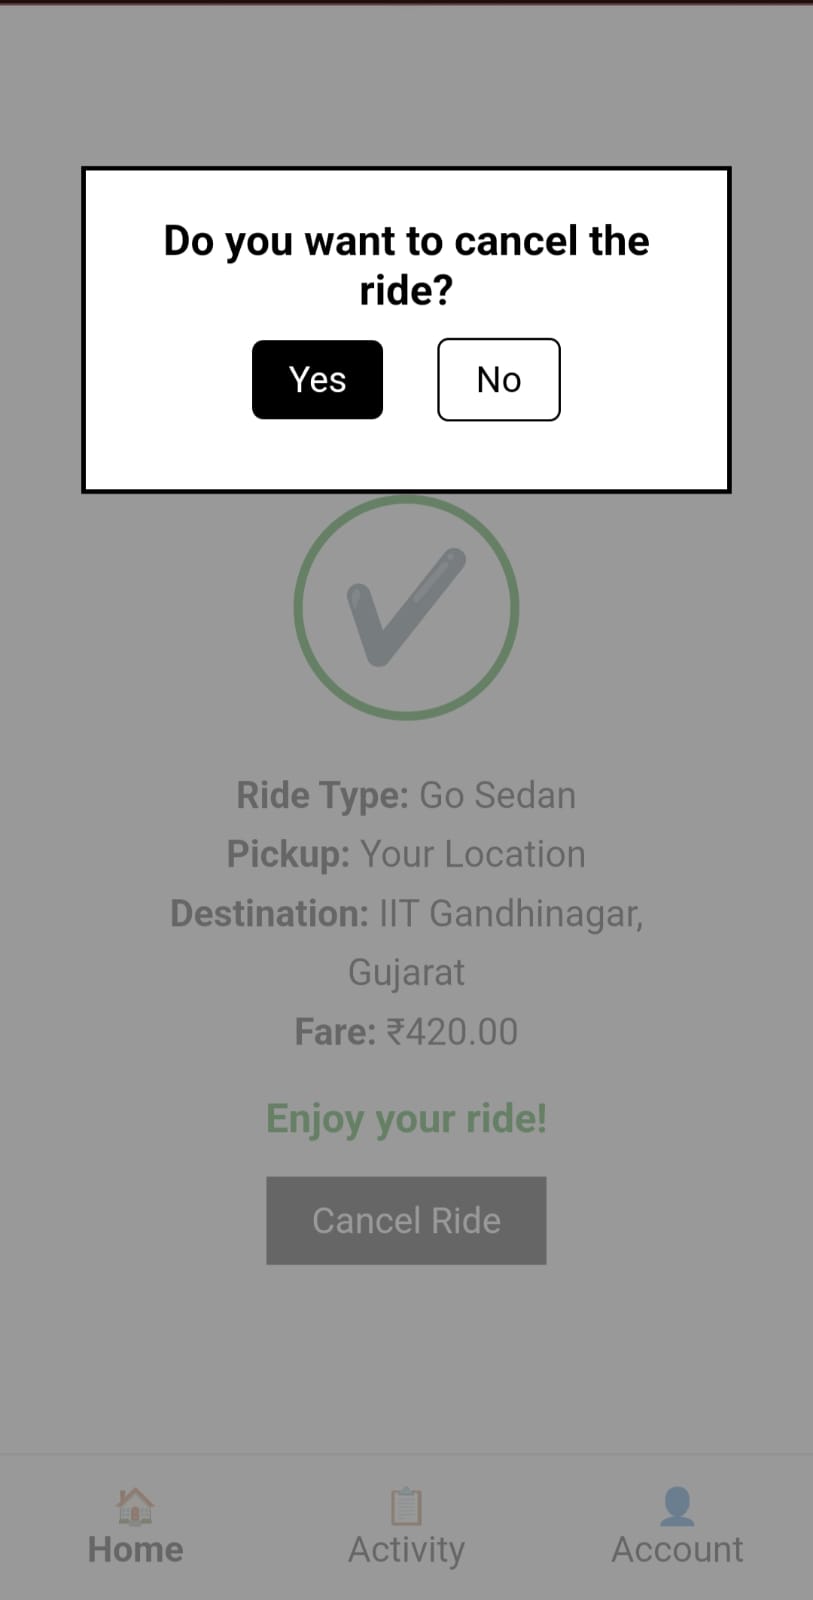 Do you want to cancel the
ride?
Yes
No
Ride Type: Go Sedan
Pickup: Your Location
Destination: IIT Gandhinagar,
Gujarat
Fare: ₹420.00
Enjoy your ride!
Cancel Ride
Home
Activity
Account